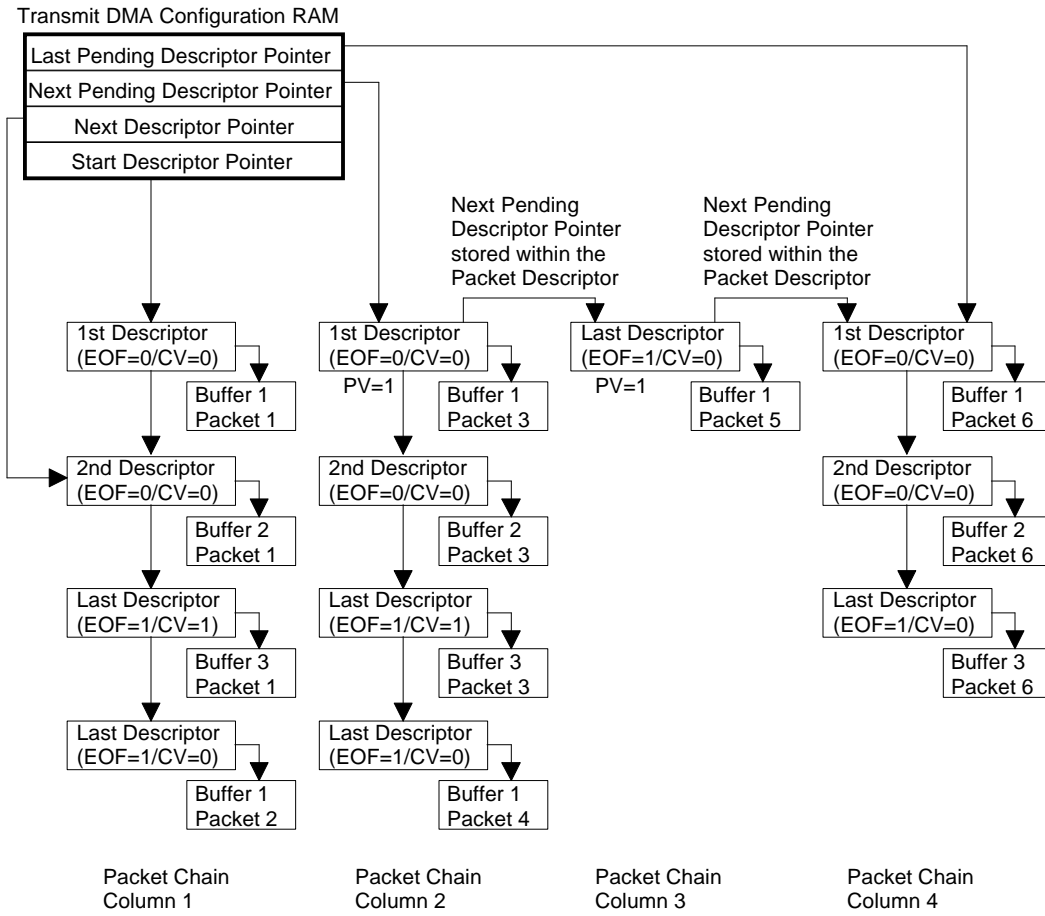 Transmit DMA Configuration RAM
Last Pending Descriptor Pointer
Next Pending Descriptor Pointer
Next Descriptor Pointer
Start Descriptor Pointer
Next Pending
Descriptor Pointer
stored within the
Packet Descriptor
Next Pending
Descriptor Pointer
stored within the
Packet Descriptor
1st Descriptor
(EOF=0/CV=0)
Buffer 1
Packet 1
2nd Descriptor
(EOF=0/CV=0)
Buffer 2
Packet 1
Last Descriptor
(EOF=1/CV=1)
Buffer 3
Packet 1
Last Descriptor
(EOF=1/CV=0)
Buffer 1
Packet 2
Packet Chain
Column 1
1st Descriptor
(EOF=0/CV=0)
PV=1
Buffer 1
Packet 3
2nd Descriptor
(EOF=0/CV=0)
Buffer 2
Packet 3
Last Descriptor
(EOF=1/CV=1)
Buffer 3
Packet 3
Last Descriptor
(EOF=1/CV=0)
Buffer 1
Packet 4
Packet Chain
Column 2
Last Descriptor
(EOF=1/CV=0)
PV=1
Buffer 1
Packet 5
Packet Chain
Column 3
1st Descriptor
(EOF=0/CV=0)
Buffer 1
Packet 6
2nd Descriptor
(EOF=0/CV=0)
Buffer 2
Packet 6
Last Descriptor
(EOF=1/CV=0)
Buffer 3
Packet 6
Packet Chain
Column 4